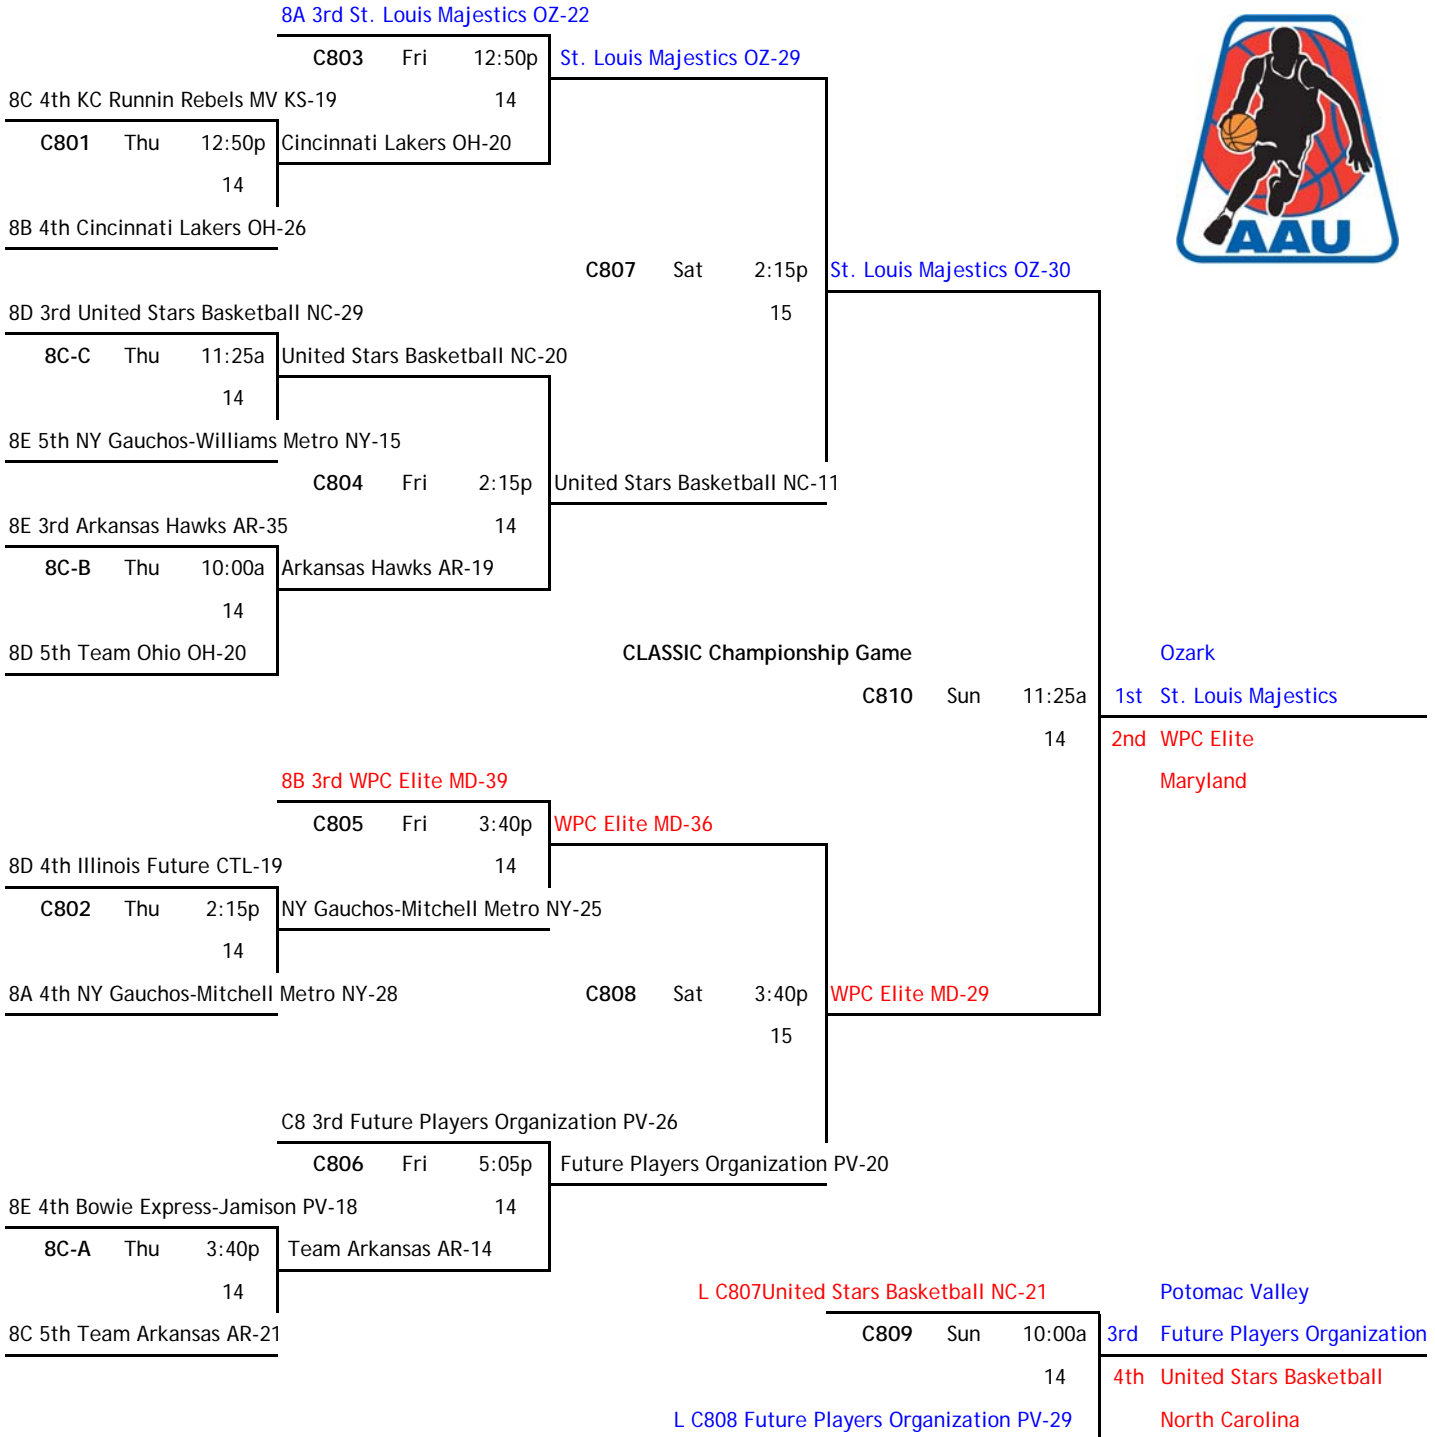 8A 3rd St. Louis Majestics OZ-22
C803 Fri 12:50p St. Louis Majestics OZ-29
8C 4th KC Runnin Rebels MV KS-19 14
C801 Thu 12:50p Cincinnati Lakers OH-20
14
8B 4th Cincinnati Lakers OH-26
AAU
C807 Sat 2:15p St. Louis Majestics OZ-30
8D 3rd United Stars Basketball NC-29 15
8C-C Thu 11:25a United Stars Basketball NC-20
14
8E 5th NY Gauchos-Williams Metro NY-15
C804 Fri 2:15p United Stars Basketball NC-11
8E 3rd Arkansas Hawks AR-35 14
8C-B Thu 10:00a Arkansas Hawks AR-19
14
8D 5th Team Ohio OH-20 CLASSIC Championship Game Ozark
C810 Sun 11:25a 1st St. Louis Majestics
14 2nd WPC Elite
8B 3rd WPC Elite MD-39 Maryland
C805 Fri 3:40p WPC Elite MD-36
8D 4th Illinois Future CTL-19 14
C802 Thu 2:15p NY Gauchos-Mitchell Metro NY-25
14
8A 4th NY Gauchos-Mitchell Metro NY-28 C808 Sat 3:40p WPC Elite MD-29
15
C8 3rd Future Players Organization PV-26
C806 Fri 5:05p Future Players Organization PV-20
8E 4th Bowie Express-Jamison PV-18 14
8C-A Thu 3:40p Team Arkansas AR-14
14 L C807United Stars Basketball NC-21 Potomac Valley
8C 5th Team Arkansas AR-21 C809 Sun 10:00a 3rd Future Players Organization
14 4th United Stars Basketball
L C808 Future Players Organization PV-29 North Carolina